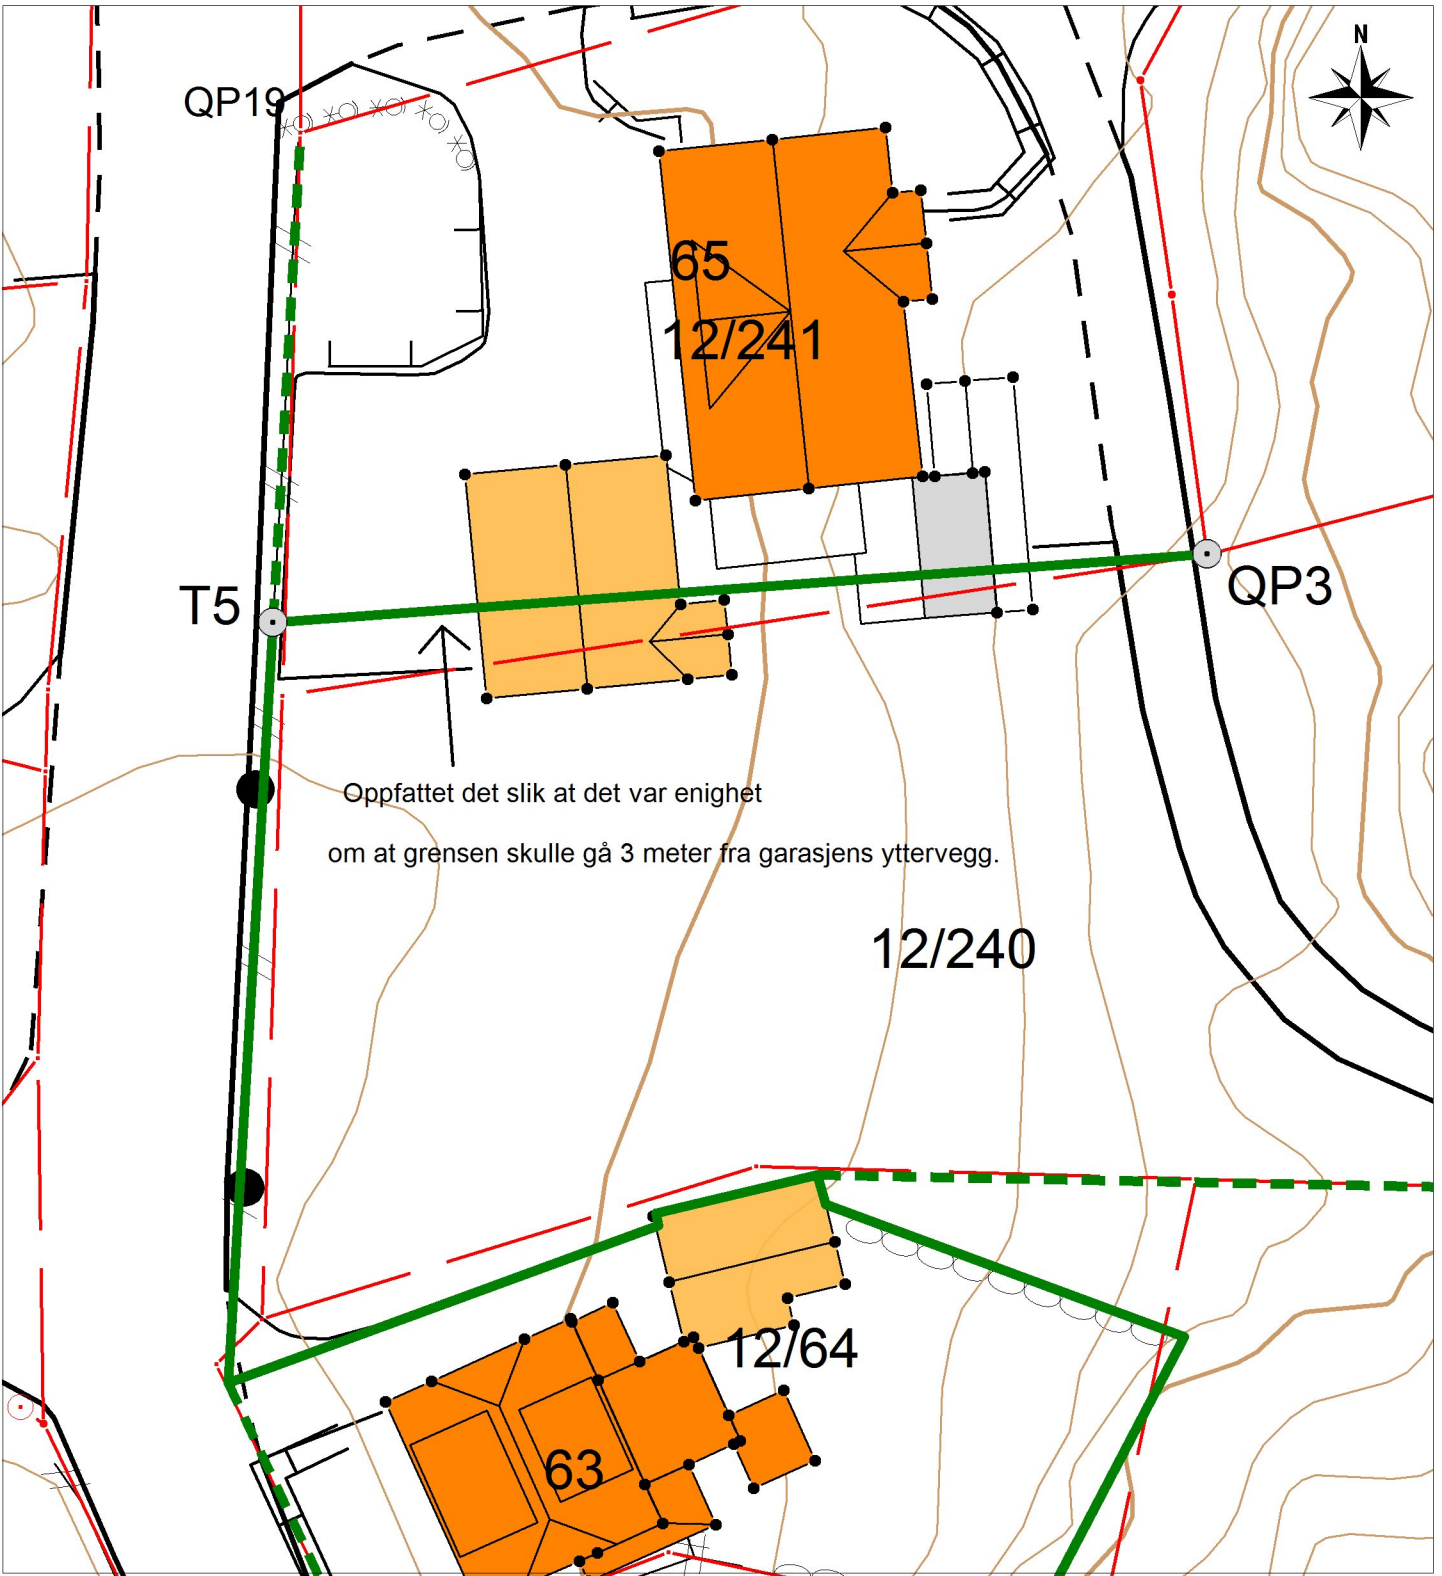 N
QP19
65
12/241
T5
QP3
Oppfattet det slik at det var enighet
om at grensen skulle gå 3 meter fra garasjens yttervegg.
12/240
12/64
63